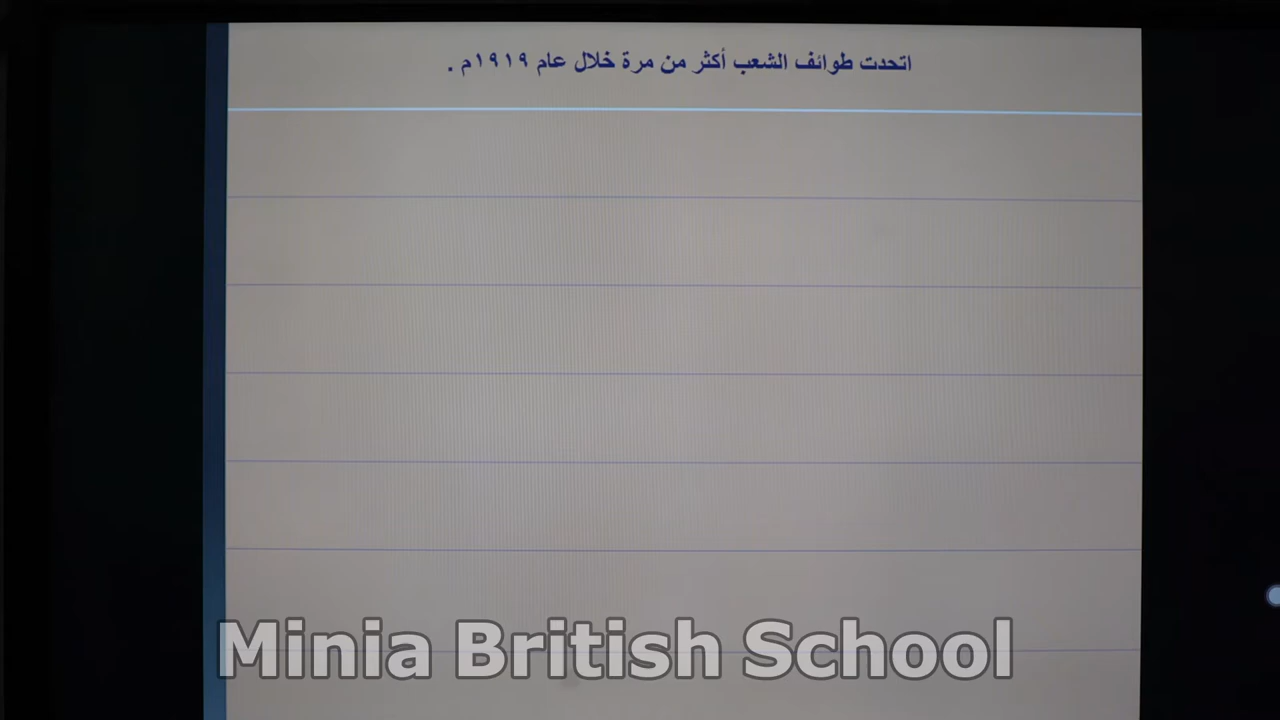 اتحدت طوائف الشعب أكثر من مرة خلال عام ١٩١٩م .
Minia British School